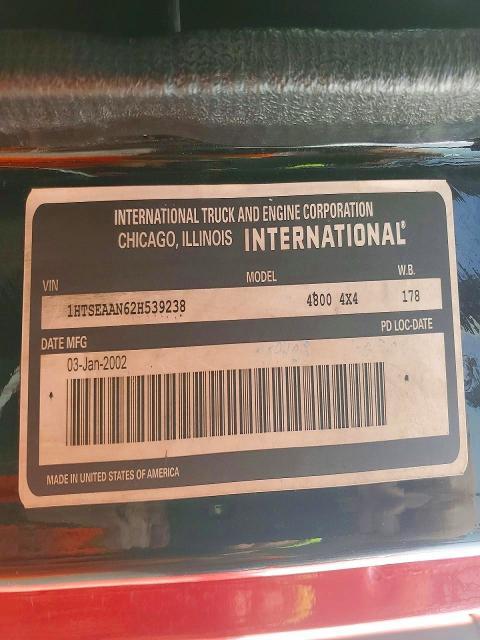 INTERNATIONAL TRUCK AND ENGINE CORPORATION
CHICAGO, ILLINOIS INTERNATIONAL®
VIN MODEL W.B.
1HTSEAAN62H539238 4800 4X4 178
DATE MFG PD LOC-DATE
03-Jan-2002
MADE IN UNITED STATES OF AMERICA